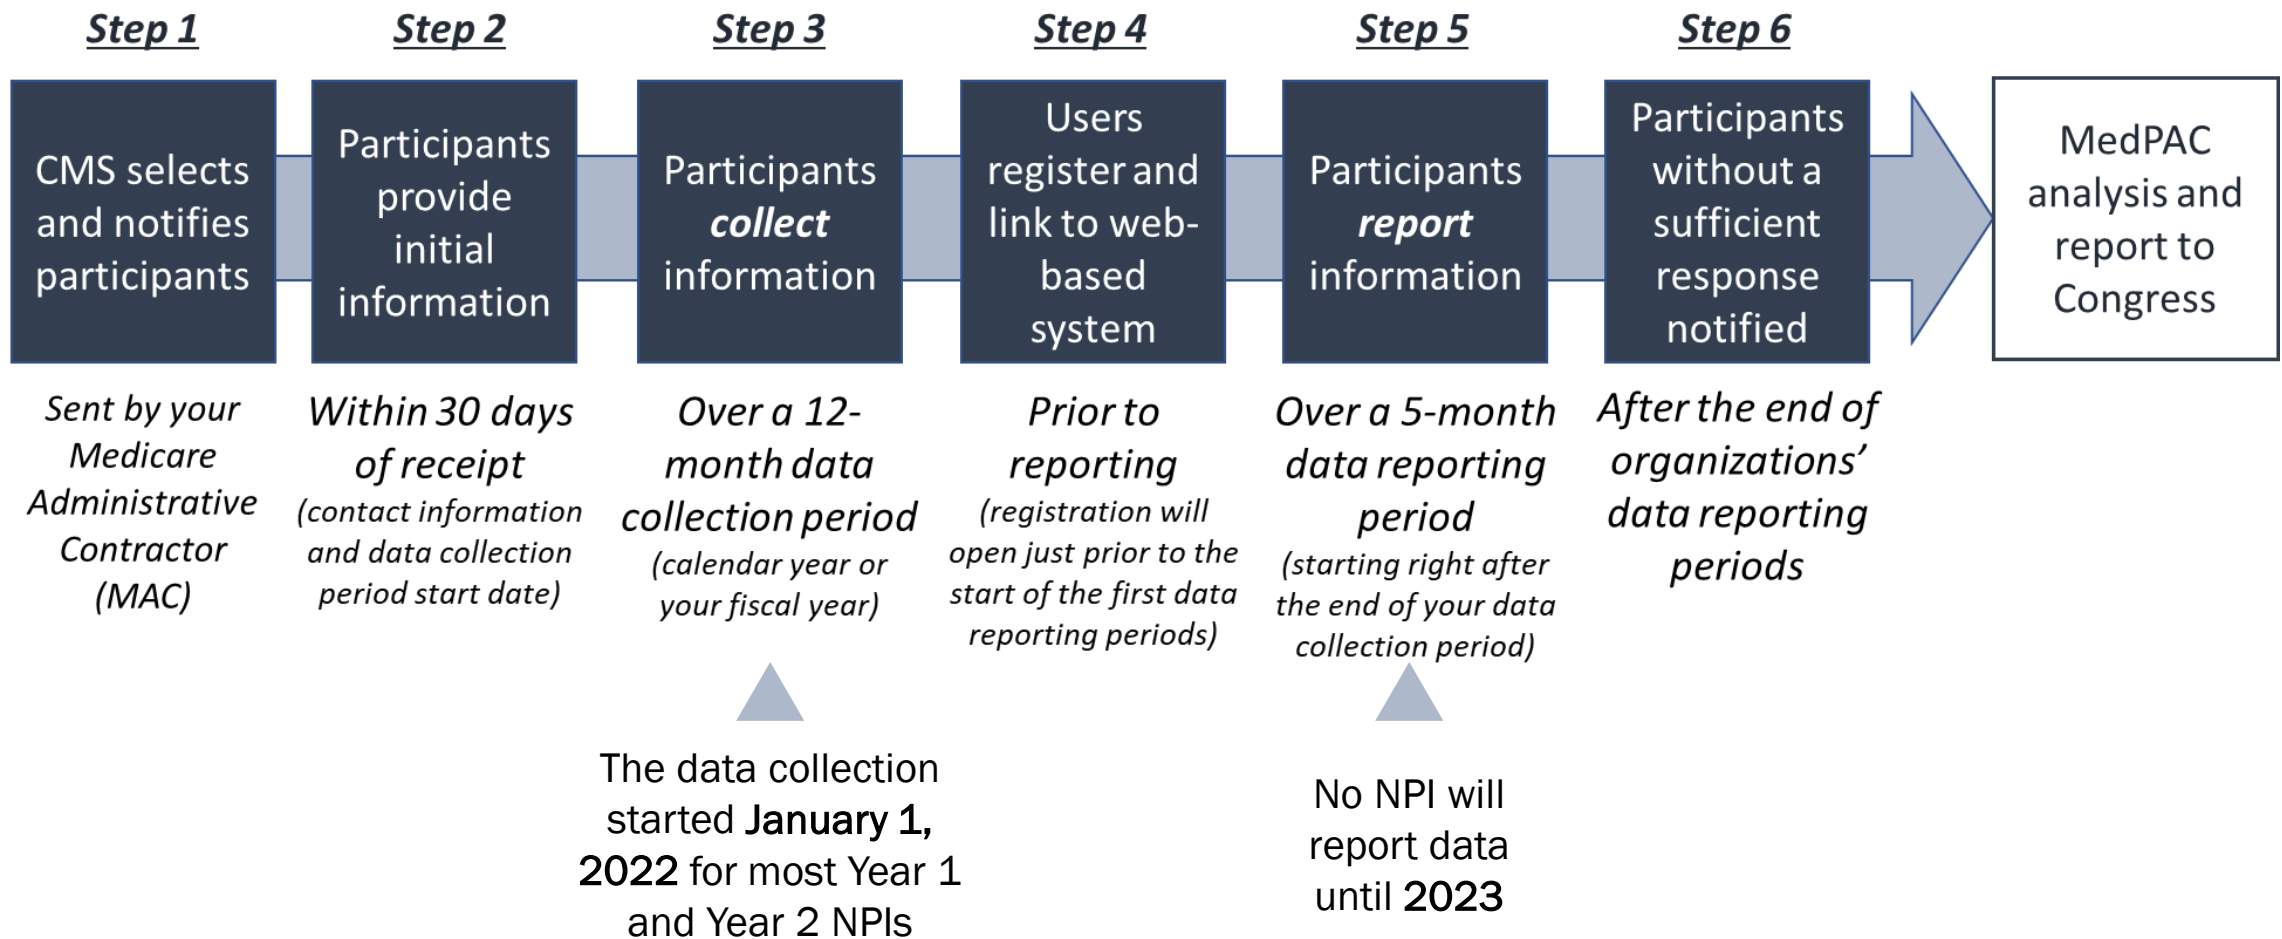 Step 1
CMS selects
and notifies
participants
Sent by your
Medicare
Administrative
Contractor
(MAC)
Step 2
Participants
provide
initial
information
Within 30 days
of receipt
(contact information
and data collection
period start date)
Step 3
Participants
collect
information
Over a 12-
month data
collection period
(calendar year or
your fiscal year)
The data collection
started January 1,
2022 for most Year 1
and Year 2 NPIs
Step 4
Users
register and
link to web-
based
system
Prior to
reporting
(registration will
open just prior to the
start of the first data
reporting periods)
Step 5
Participants
report
information
Over a 5-month
data reporting
period
(starting right after
the end of your data
collection period)
No NPI will
report data
until 2023
Step 6
Participants
without a
sufficient
response
notified
After the end of
organizations’
data reporting
periods
MedPAC
analysis and
report to
Congress